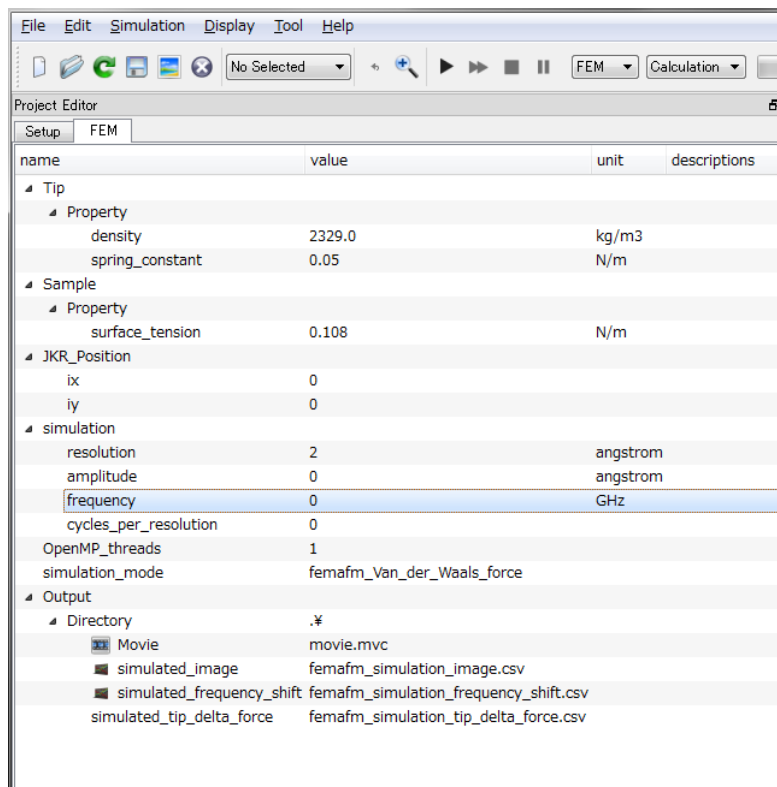 File Edit Simulation Display Tool Help
No Selected FEM Calculation
Project Editor
Setup FEM
name value unit descriptions
Tip
Property
density 2329.0 kg/m3
spring_constant 0.05 N/m
Sample
Property
surface_tension 0.108 N/m
JKR_Position
ix 0
iy 0
simulation
resolution 2 angstrom
amplitude 0 angstrom
frequency 0 GHz
cycles_per_resolution 0
OpenMP_threads 1
simulation_mode femafm_Van_der_Waals_force
Output
Directory .¥
Movie movie.mvc
simulated_image femafm_simulation_image.csv
simulated_frequency_shift femafm_simulation_frequency_shift.csv
simulated_tip_delta_force femafm_simulation_tip_delta_force.csv